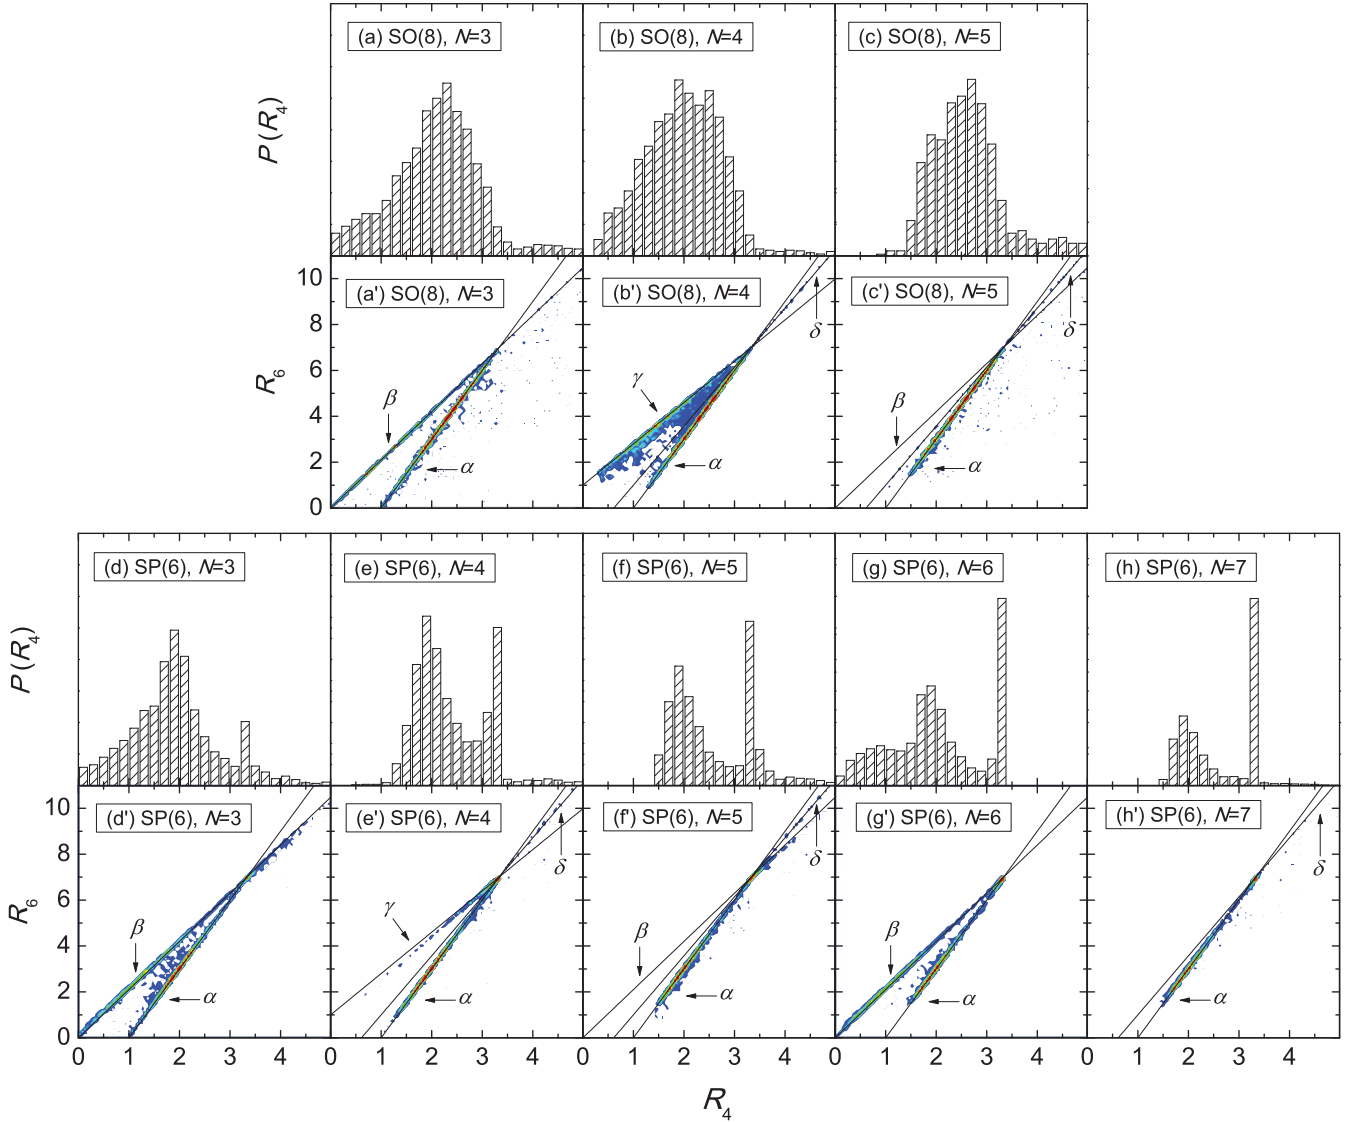 (a) SO(8), N=3
(b) SO(8), N=4
(c) SO(8), N=5
P(R4)
(a') SO(8), N=3
(b') SO(8), N=4
(c') SO(8), N=5
10
8
6
4
2
0
R6
β
α
γ
α
δ
β
α
δ
(d) SP(6), N=3
(e) SP(6), N=4
(f) SP(6), N=5
(g) SP(6), N=6
(h) SP(6), N=7
P(R4)
(d') SP(6), N=3
(e') SP(6), N=4
(f') SP(6), N=5
(g') SP(6), N=6
(h') SP(6), N=7
10
8
6
4
2
0
R6
β
α
γ
α
δ
β
α
δ
β
α
δ
α
0 1 2 3 4 0 1 2 3 4 0 1 2 3 4 0 1 2 3 4 0 1 2 3 4
R4